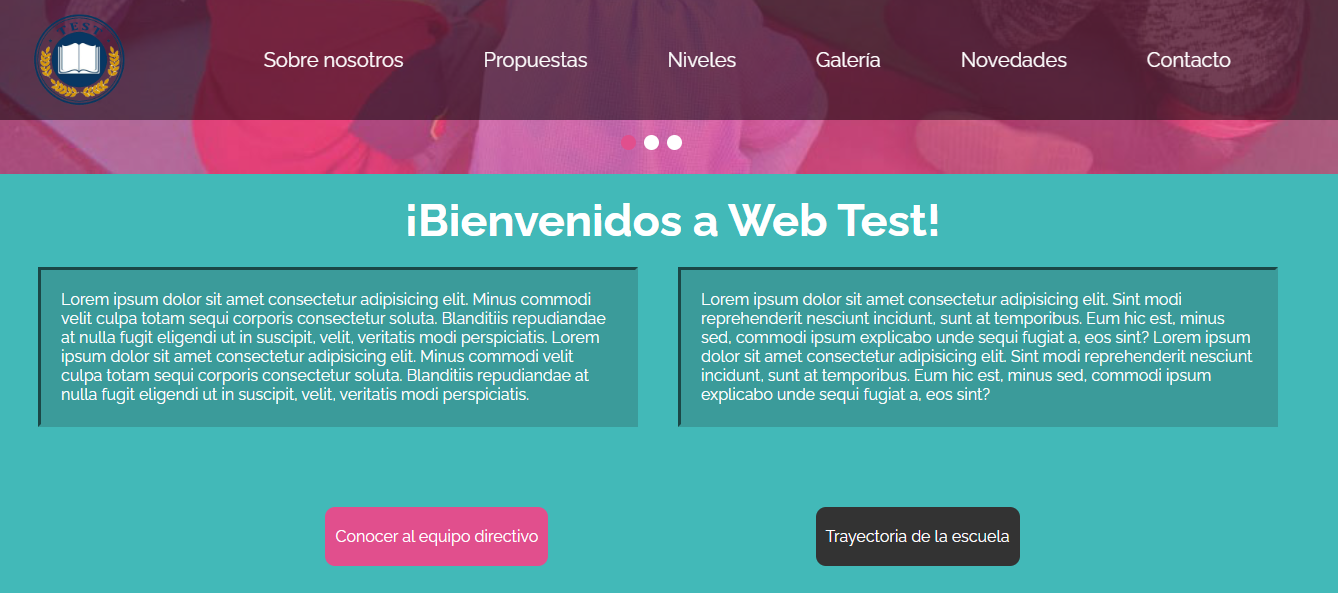 TEST
Sobre nosotros Propuestas Niveles Galería Novedades Contacto
¡Bienvenidos a Web Test!
Lorem ipsum dolor sit amet consectetur adipisicing elit. Minus commodi
velit culpa totam sequi corporis consectetur soluta. Blanditiis repudiandae
at nulla fugit eligendi ut in suscipit, velit, veritatis modi perspiciatis. Lorem
ipsum dolor sit amet consectetur adipisicing elit. Minus commodi velit
culpa totam sequi corporis consectetur soluta. Blanditiis repudiandae at
nulla fugit eligendi ut in suscipit, velit, veritatis modi perspiciatis.
Lorem ipsum dolor sit amet consectetur adipisicing elit. Sint modi
reprehenderit nesciunt incidunt, sunt at temporibus. Eum hic est, minus
sed, commodi ipsum explicabo unde sequi fugiat a, eos sint? Lorem ipsum
dolor sit amet consectetur adipisicing elit. Sint modi reprehenderit nesciunt
incidunt, sunt at temporibus. Eum hic est, minus sed, commodi ipsum
explicabo unde sequi fugiat a, eos sint?
Conocer al equipo directivo
Trayectoria de la escuela